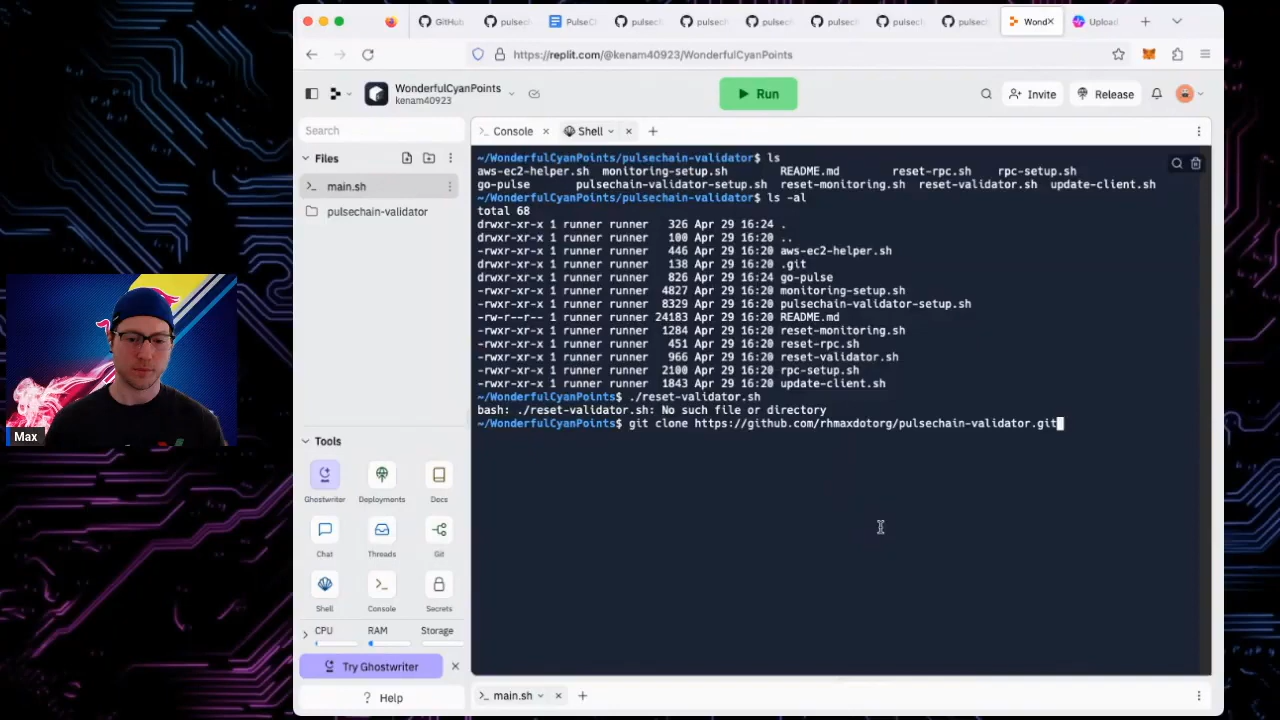 GitHub
pulsec
PulseC
pulsech
pulsech
pulsech
pulsech
pulsec
pulsech
Wond
Upload
https://replit.com/@kenam40923/WonderfulCyanPoints
WonderfulCyanPoints
kenam40923
Run
Invite
Release
Search
Console
Shell
Files
main.sh
pulsechain-validator
~/WonderfulCyanPoints/pulsechain-validator$ ls
aws-ec2-helper.sh monitoring-setup.sh README.md reset-rpc.sh rpc-setup.sh
go-pulse pulsechain-validator-setup.sh reset-monitoring.sh reset-validator.sh update-client.sh
~/WonderfulCyanPoints/pulsechain-validator$ ls -al
total 68
drwxr-xr-x 1 runner runner 326 Apr 29 16:24 .
drwxr-xr-x 1 runner runner 100 Apr 29 16:20 ..
-rwxr-xr-x 1 runner runner 446 Apr 29 16:20 aws-ec2-helper.sh
drwxr-xr-x 1 runner runner 138 Apr 29 16:20 .git
drwxr-xr-x 1 runner runner 826 Apr 29 16:24 go-pulse
-rwxr-xr-x 1 runner runner 4827 Apr 29 16:20 monitoring-setup.sh
-rwxr-xr-x 1 runner runner 8329 Apr 29 16:20 pulsechain-validator-setup.sh
-rw-r--r-- 1 runner runner 24183 Apr 29 16:20 README.md
-rwxr-xr-x 1 runner runner 1284 Apr 29 16:20 reset-monitoring.sh
-rwxr-xr-x 1 runner runner 451 Apr 29 16:20 reset-rpc.sh
-rwxr-xr-x 1 runner runner 966 Apr 29 16:20 reset-validator.sh
-rwxr-xr-x 1 runner runner 2100 Apr 29 16:20 rpc-setup.sh
-rwxr-xr-x 1 runner runner 1843 Apr 29 16:20 update-client.sh
~/WonderfulCyanPoints$ ./reset-validator.sh
bash: ./reset-validator.sh: No such file or directory
~/WonderfulCyanPoints$ git clone https://github.com/rhmaxdotorg/pulsechain-validator.git
Max
Tools
Ghostwriter
Deployments
Docs
Chat
Threads
Git
Shell
Console
Secrets
CPU
RAM
Storage
Try Ghostwriter
Help
main.sh